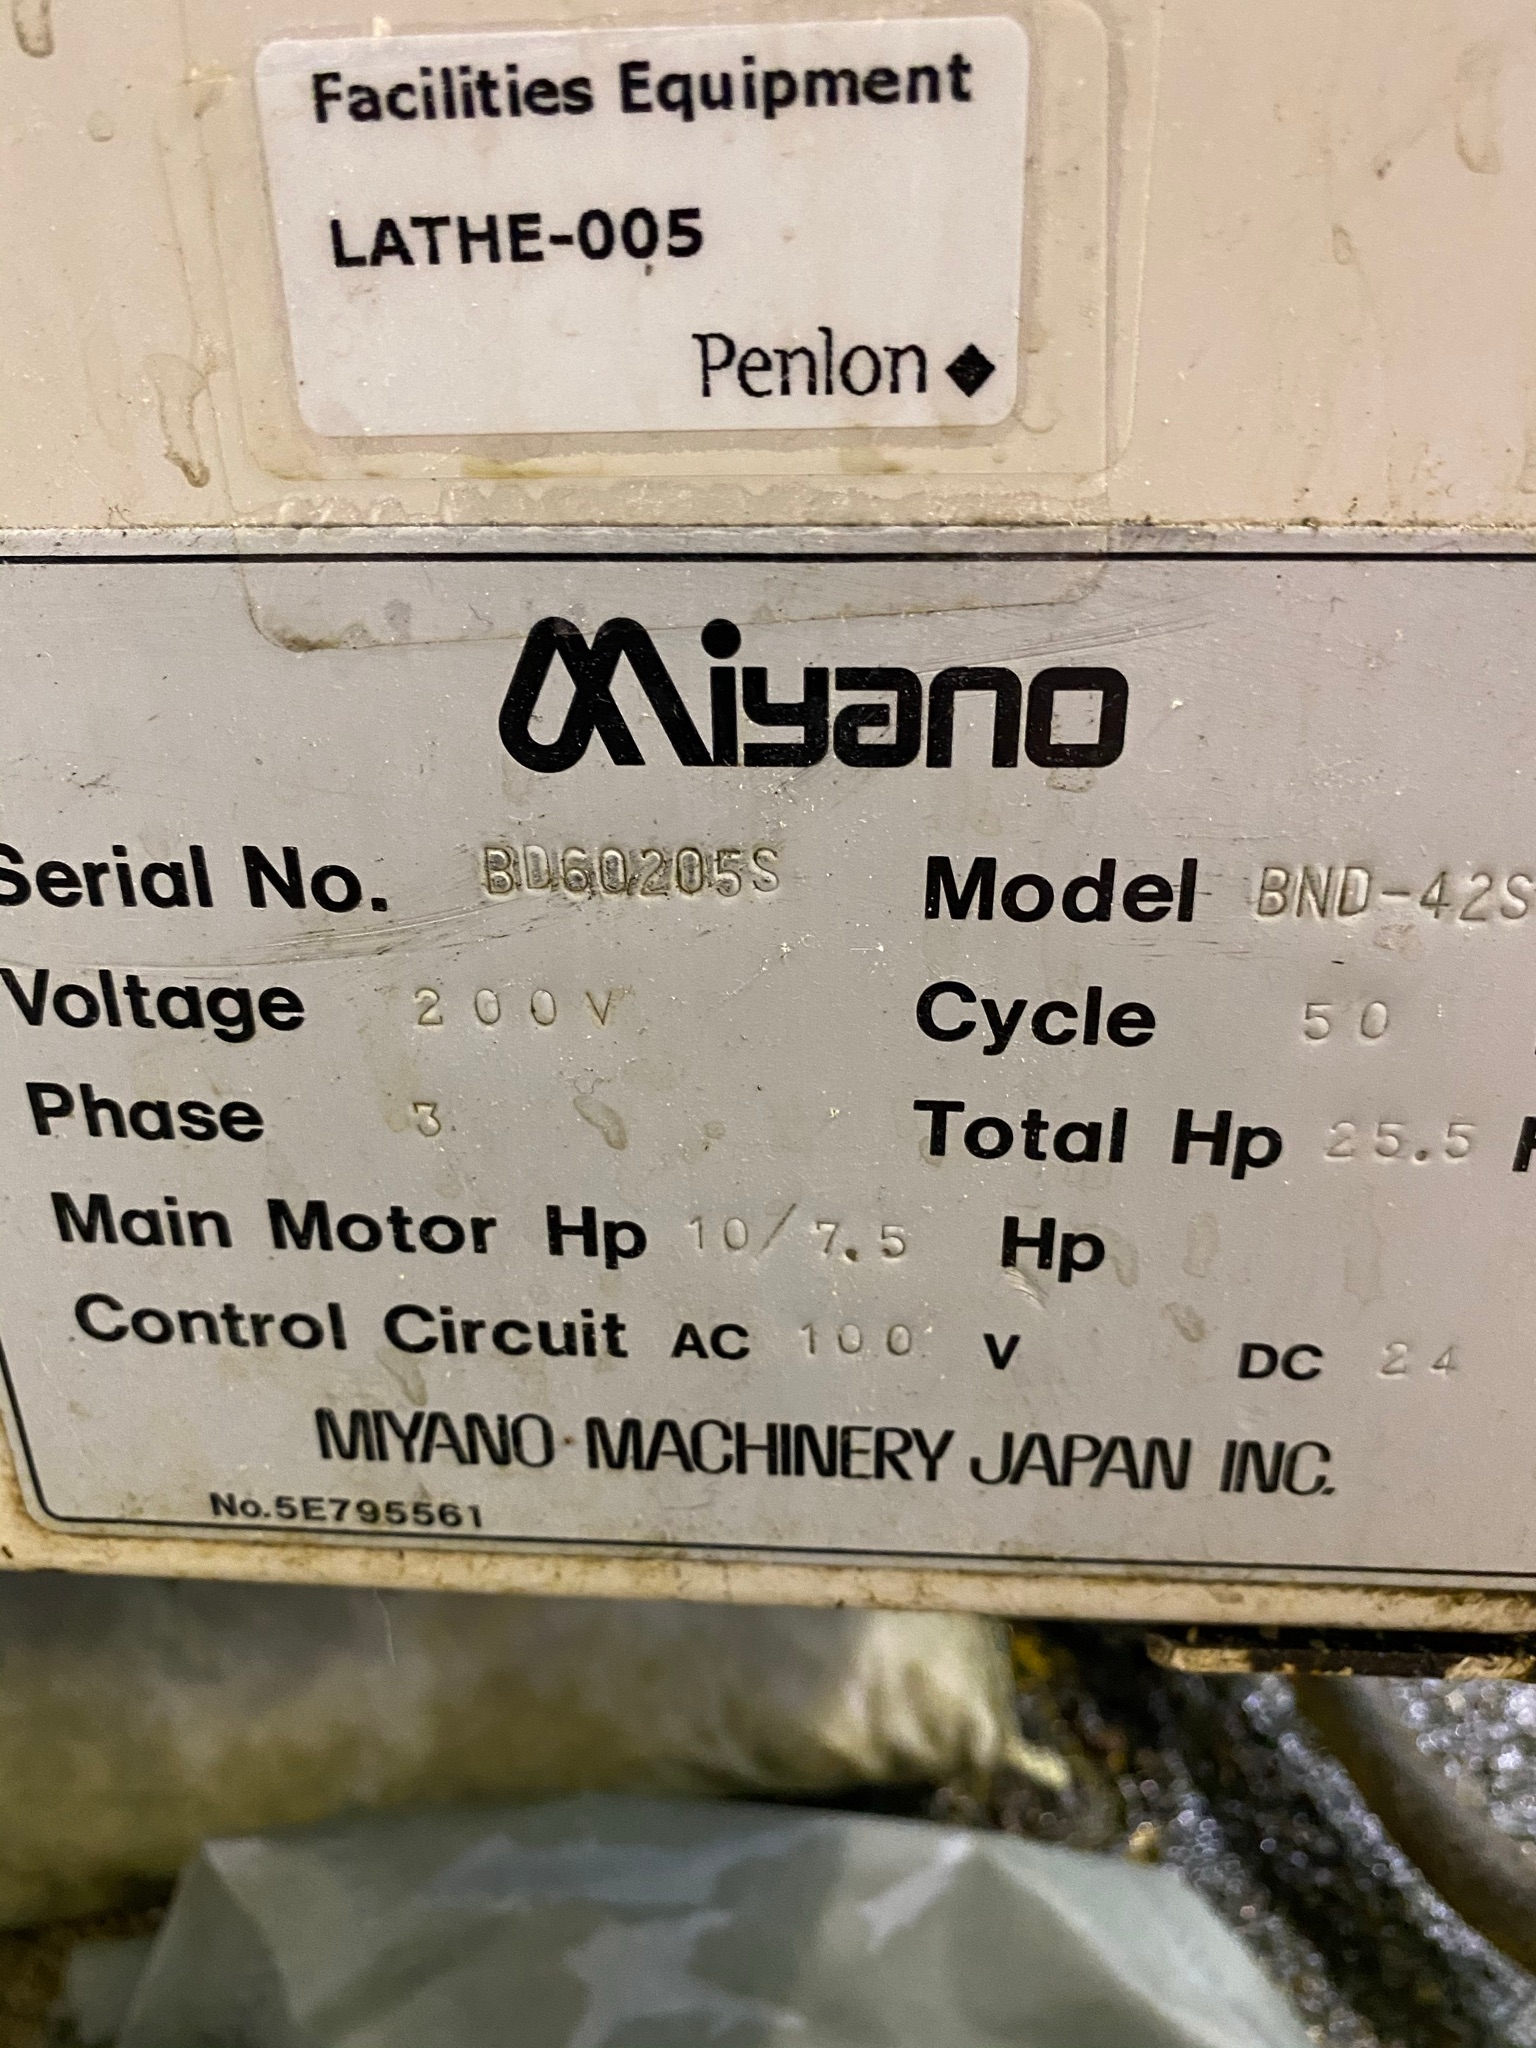 Facilities Equipment
LATHE-005
Penlon
Miyano
Serial No. BD60205S Model BND-42S
Voltage 200V Cycle 50
Phase 3 Total Hp 25.5 H
Main Motor Hp 10/7.5 Hp
Control Circuit AC 100 V DC 24
MIYANO MACHINERY JAPAN INC.
No.5E795561